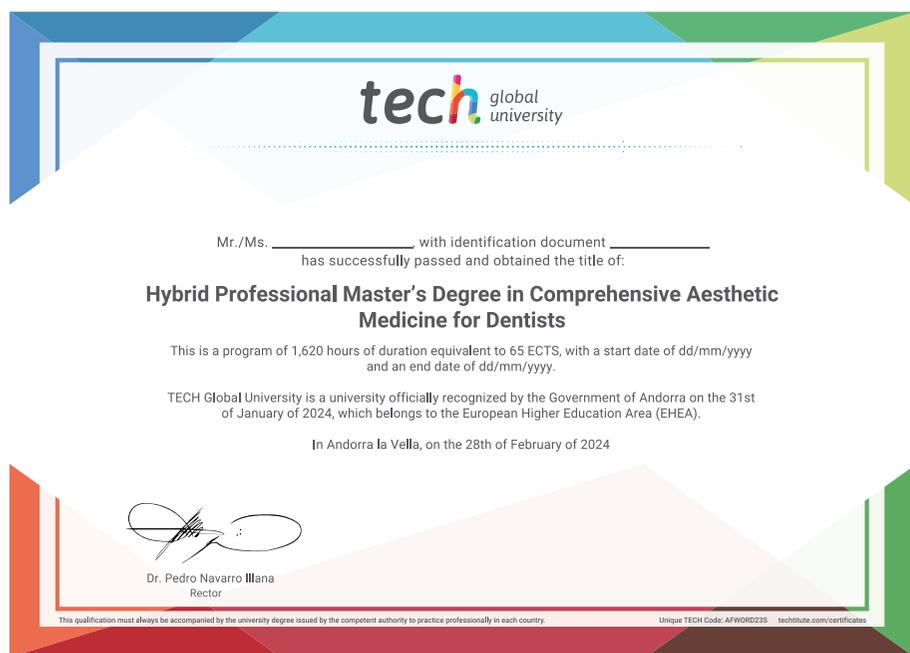 tech global
university
Mr./Ms. ____________, with identification document ____________
has successfully passed and obtained the title of:
Hybrid Professional Master’s Degree in Comprehensive Aesthetic
Medicine for Dentists
This is a program of 1,620 hours of duration equivalent to 65 ECTS, with a start date of dd/mm/yyyy
and an end date of dd/mm/yyyy.
TECH Global University is a university officially recognized by the Government of Andorra on the 31st
of January of 2024, which belongs to the European Higher Education Area (EHEA).
In Andorra la Vella, on the 28th of February of 2024
Dr. Pedro Navarro Illana
Rector
This qualification must always be accompanied by the university degree issued by the competent authority to practice professionally in each country. Unique TECH Code: AFWORD23S techtitute.com/certificates